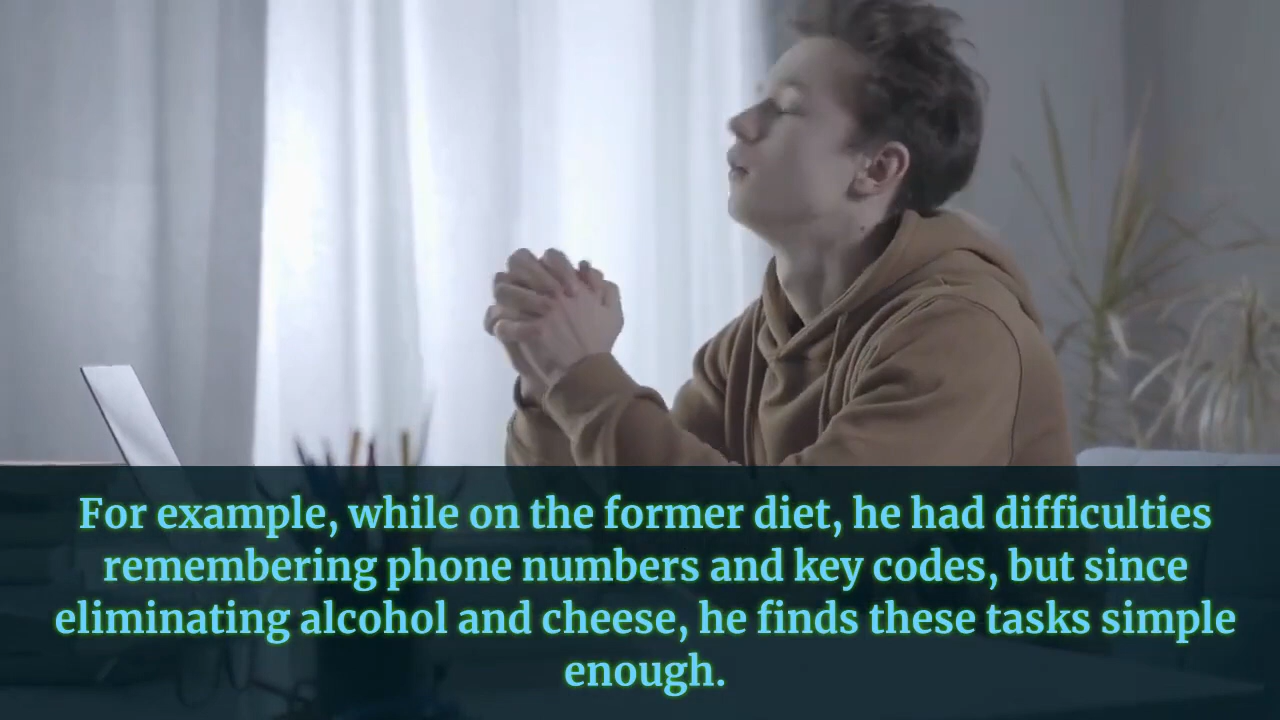 For example, while on the former diet, he had difficulties
remembering phone numbers and key codes, but since
eliminating alcohol and cheese, he finds these tasks simple
enough.